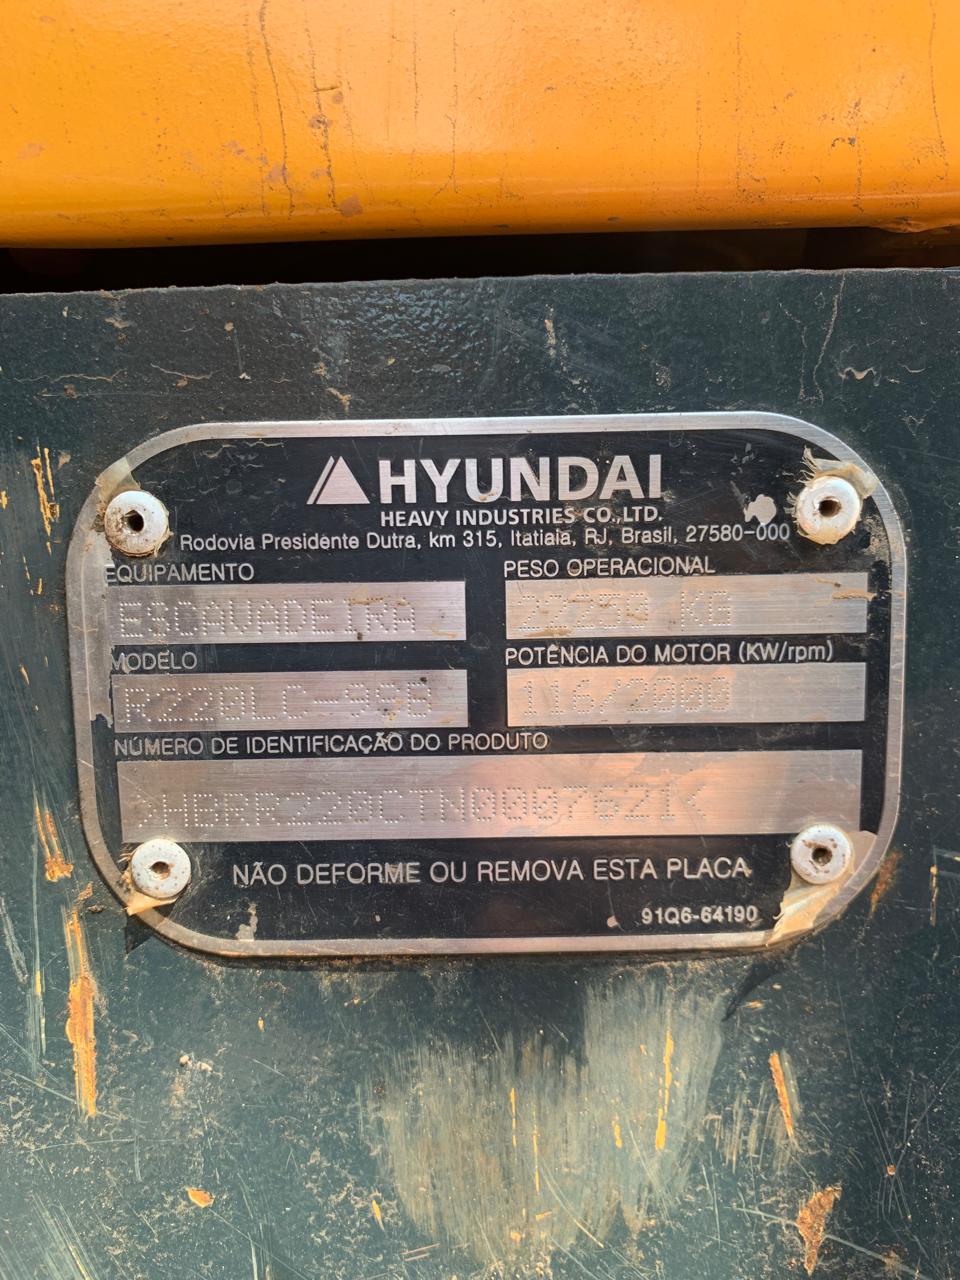 HYUNDAI
HEAVY INDUSTRIES CO.,LTD.
Rodovia Presidente Dutra, km 315, Itatiaia, RJ, Brasil, 27580-000
EQUIPAMENTO
ESCAVADEIRA
PESO OPERACIONAL
KG
MODELO
R220LC-9SB
POTÊNCIA DO MOTOR (KW/rpm)
116/2000
NÚMERO DE IDENTIFICAÇÃO DO PRODUTO
>HBRR220CTN0007621<
NÃO DEFORME OU REMOVA ESTA PLACA
91Q6-64190